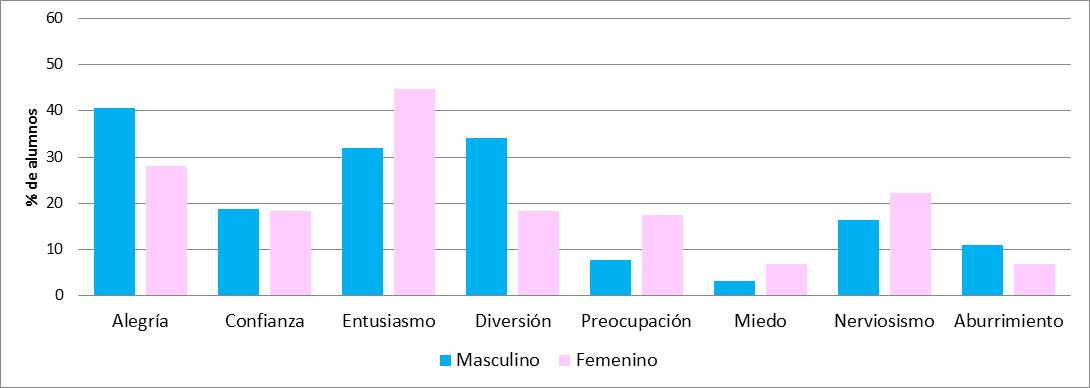 60
50
40
30
20
10
0
% de alumnos
Alegría Confianza Entusiasmo Diversión Preocupación Miedo Nerviosismo Aburrimiento
Masculino Femenino